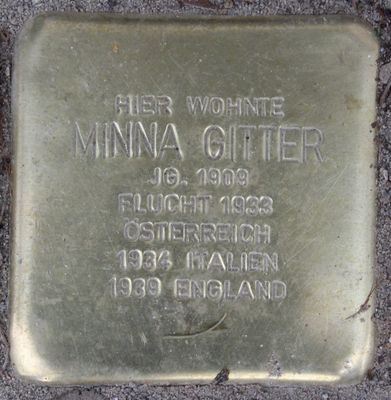 HIER WOHNTE
MINNA GITTER
JG. 1909
FLUCHT 1933
ÖSTERREICH
1934 ITALIEN
1939 ENGLAND